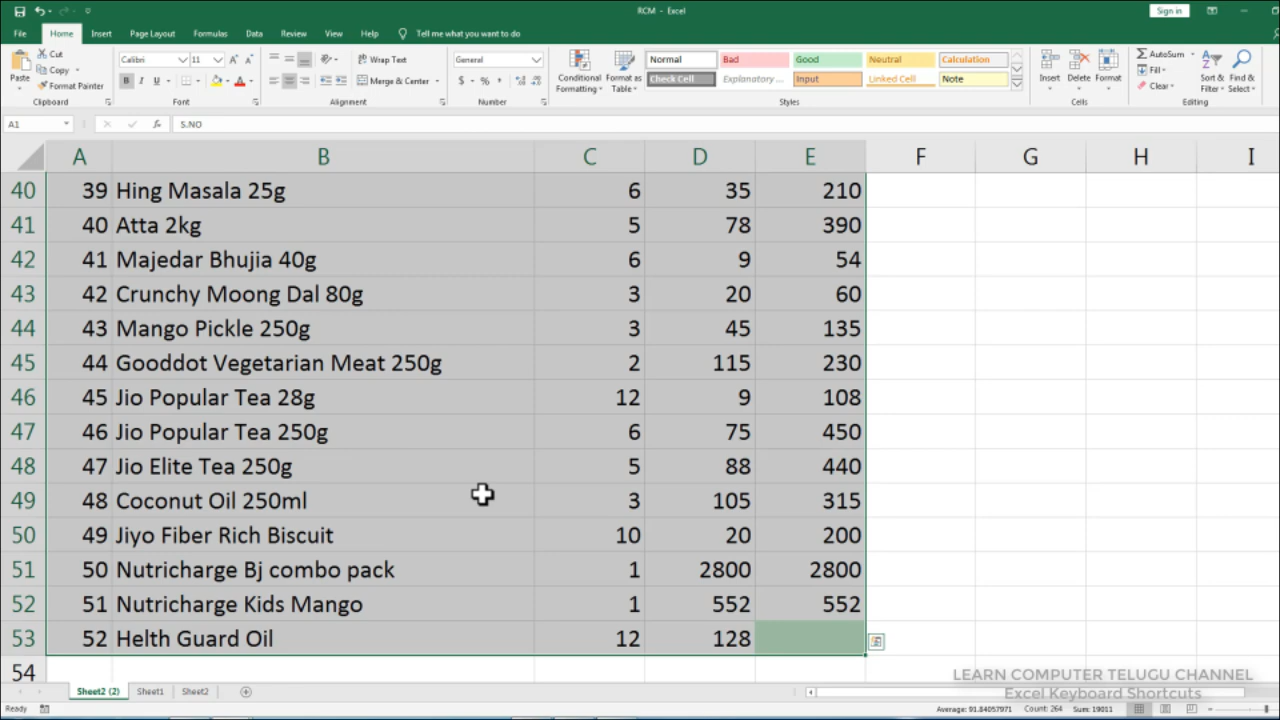 RCM - Excel
Sign in
File Home Insert Page Layout Formulas Data Review View Help Tell me what you want to do
Paste
Cut
Copy
Format Painter
Clipboard
Calibri 11
B I U
Font
Wrap Text
Merge & Center
Alignment
General
$ % ,
Number
Conditional Formatting
Format as Table
Normal Bad Good Neutral Calculation
Check Cell Explanatory ... Input Linked Cell Note
Styles
Insert Delete Format
Cells
AutoSum
Fill
Clear
Sort & Filter
Find & Select
Editing
A1 fx S.NO
A B C D E F G H I
40 39 Hing Masala 25g 6 35 210
41 40 Atta 2kg 5 78 390
42 41 Majedar Bhujia 40g 6 9 54
43 42 Crunchy Moong Dal 80g 3 20 60
44 43 Mango Pickle 250g 3 45 135
45 44 Gooddot Vegetarian Meat 250g 2 115 230
46 45 Jio Popular Tea 28g 12 9 108
47 46 Jio Popular Tea 250g 6 75 450
48 47 Jio Elite Tea 250g 5 88 440
49 48 Coconut Oil 250ml 3 105 315
50 49 Jiyo Fiber Rich Biscuit 10 20 200
51 50 Nutricharge Bj combo pack 1 2800 2800
52 51 Nutricharge Kids Mango 1 552 552
53 52 Helth Guard Oil 12 128
54
LEARN COMPUTER TELUGU CHANNEL
Excel Keyboard Shortcuts
Sheet2 (2) Sheet1 Sheet2
Ready Average: 91.84057971 Count: 264 Sum: 19011